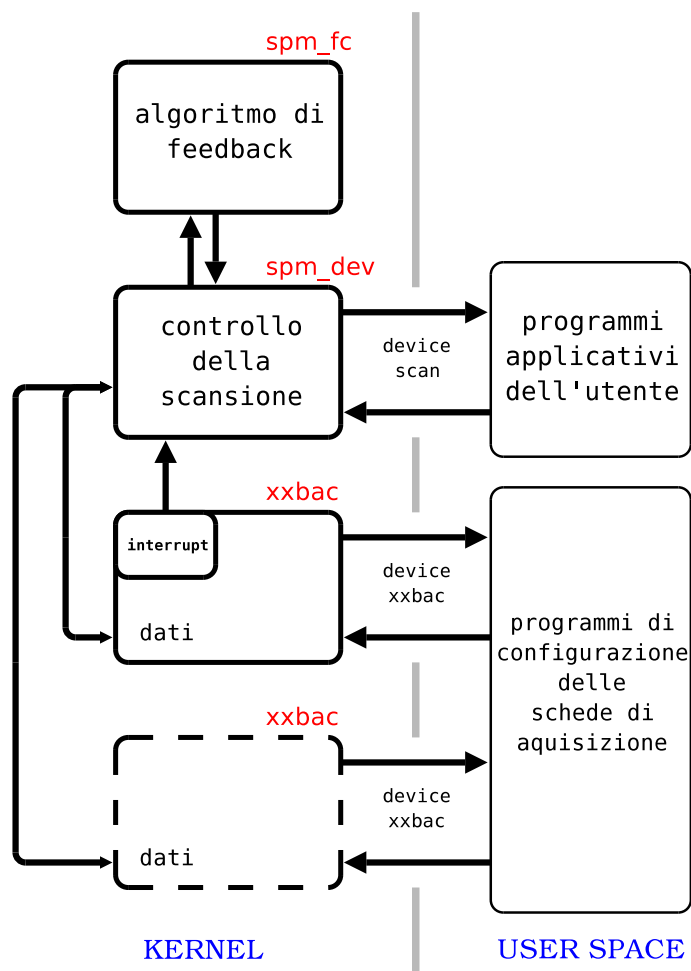 spm_fc
algoritmo di
feedback
spm_dev
controllo
della
scansione
device
scan
programmi
applicativi
dell'utente
xxbac
interrupt
dati
device
xxbac
programmi di
configurazione
delle
schede di
aquisizione
xxbac
dati
device
xxbac
KERNEL
USER SPACE